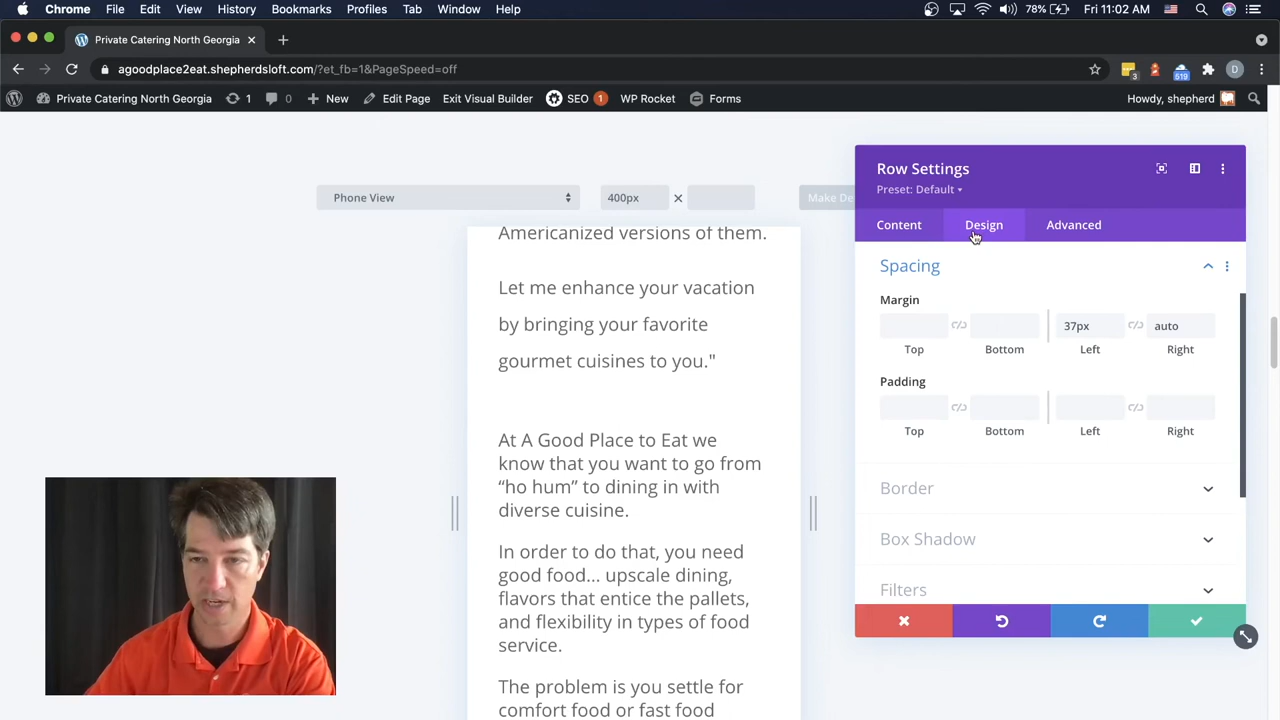 Chrome File Edit View History Bookmarks Profiles Tab Window Help 78% Fri 11:02 AM
Private Catering North Georgia
agoodplace2eat.shepherdsloft.com/?et_fb=1&PageSpeed=off 3 519 D
Private Catering North Georgia 1 0 New Edit Page Exit Visual Builder SEO 1 WP Rocket Forms Howdy, shepherd
Phone View 400px × Make De
Row Settings
Preset: Default
Content Design Advanced
Spacing
Margin
37px auto
Top Bottom Left Right
Padding
Top Bottom Left Right
Border
Box Shadow
Filters
Americanized versions of them.
Let me enhance your vacation
by bringing your favorite
gourmet cuisines to you."
At A Good Place to Eat we
know that you want to go from
“ho hum” to dining in with
diverse cuisine.
In order to do that, you need
good food... upscale dining,
flavors that entice the pallets,
and flexibility in types of food
service.
The problem is you settle for
comfort food or fast food